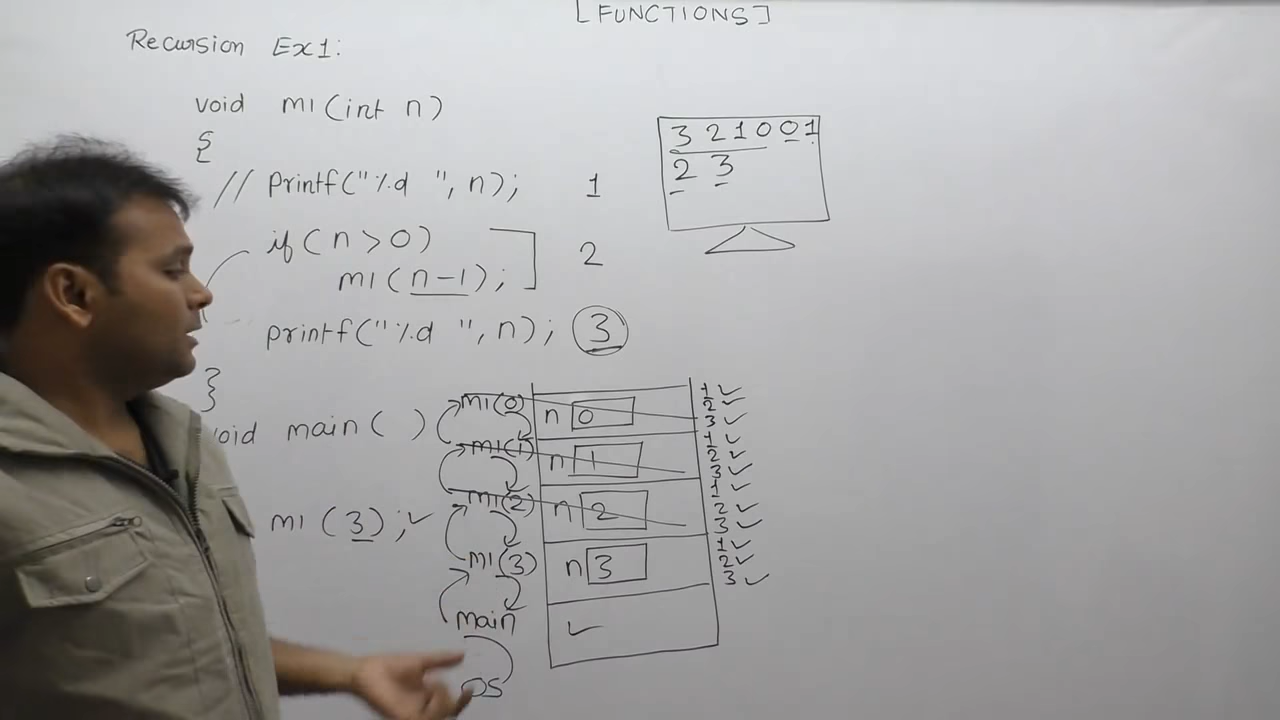 [FUNCTIONS]
Recursion Ex1:
void m1(int n)
{
// printf("%d ", n); 1
if(n>0)
m1(n-1); 2
printf("%d ", n); 3
}
void main( )
m1(3);✓
3 2 1 0 0 1
2 3
m1(0) n 0
1✓
2✓
3✓
m1(1) n 1
1✓
2✓
3✓
m1(2) n 2
1✓
2✓
3✓
m1(3) n 3
1✓
2✓
3✓
main ✓
OS